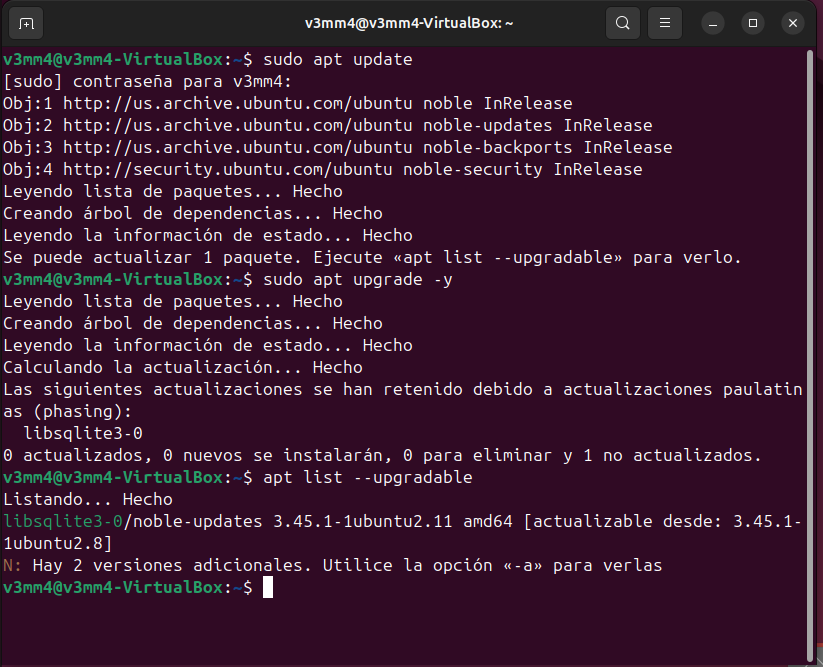 v3mm4@v3mm4-VirtualBox: ~
v3mm4@v3mm4-VirtualBox:~$ sudo apt update
[sudo] contraseña para v3mm4:
Obj:1 http://us.archive.ubuntu.com/ubuntu noble InRelease
Obj:2 http://us.archive.ubuntu.com/ubuntu noble-updates InRelease
Obj:3 http://us.archive.ubuntu.com/ubuntu noble-backports InRelease
Obj:4 http://security.ubuntu.com/ubuntu noble-security InRelease
Leyendo lista de paquetes... Hecho
Creando árbol de dependencias... Hecho
Leyendo la información de estado... Hecho
Se puede actualizar 1 paquete. Ejecute «apt list --upgradable» para verlo.
v3mm4@v3mm4-VirtualBox:~$ sudo apt upgrade -y
Leyendo lista de paquetes... Hecho
Creando árbol de dependencias... Hecho
Leyendo la información de estado... Hecho
Calculando la actualización... Hecho
Las siguientes actualizaciones se han retenido debido a actualizaciones paulatin
as (phasing):
  libsqlite3-0
0 actualizados, 0 nuevos se instalarán, 0 para eliminar y 1 no actualizados.
v3mm4@v3mm4-VirtualBox:~$ apt list --upgradable
Listando... Hecho
libsqlite3-0/noble-updates 3.45.1-1ubuntu2.11 amd64 [actualizable desde: 3.45.1-
1ubuntu2.8]
N: Hay 2 versiones adicionales. Utilice la opción «-a» para verlas
v3mm4@v3mm4-VirtualBox:~$